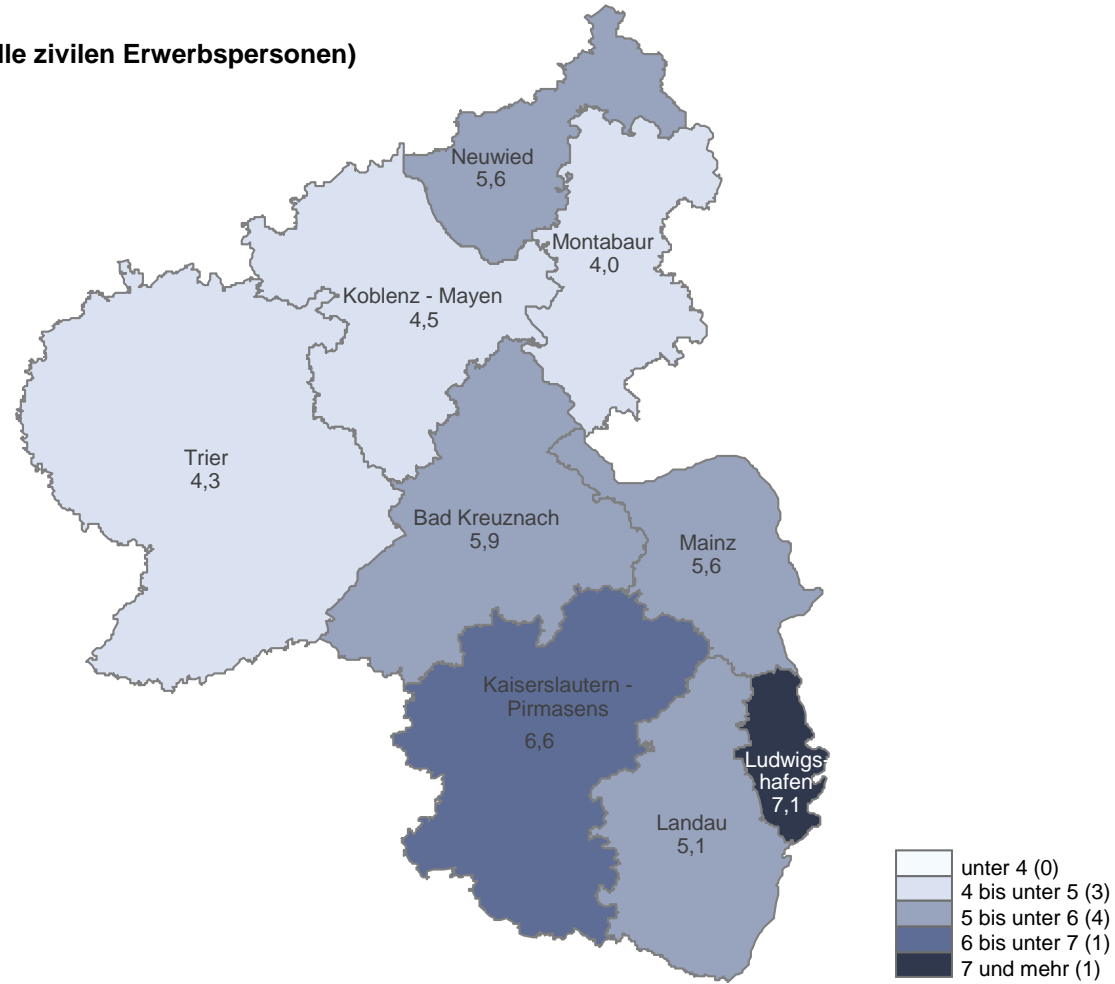 lle zivilen Erwerbspersonen)
Neuwied
5,6
Montabaur
4,0
Koblenz - Mayen
4,5
Trier
4,3
Bad Kreuznach
5,9
Mainz
5,6
Kaiserslautern -
Pirmasens
6,6
Ludwigs-
hafen
7,1
Landau
5,1
unter 4 (0)
4 bis unter 5 (3)
5 bis unter 6 (4)
6 bis unter 7 (1)
7 und mehr (1)